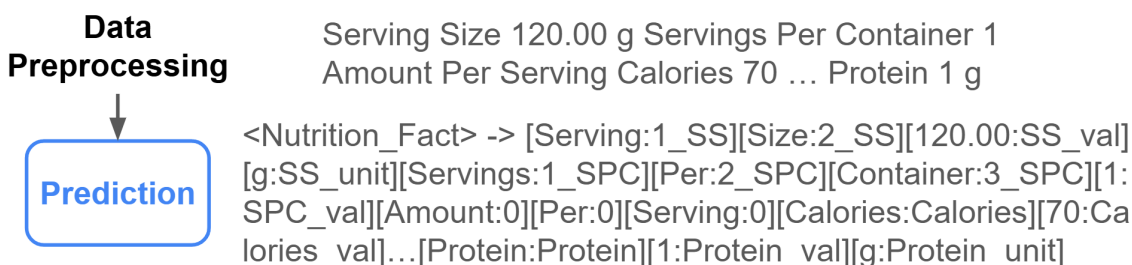 Data
Preprocessing
Serving Size 120.00 g Servings Per Container 1
Amount Per Serving Calories 70 … Protein 1 g
Prediction
<Nutrition_Fact> -> [Serving:1_SS][Size:2_SS][120.00:SS_val]
[g:SS_unit][Servings:1_SPC][Per:2_SPC][Container:3_SPC][1:
SPC_val][Amount:0][Per:0][Serving:0][Calories:Calories][70:Ca
lories_val]…[Protein:Protein][1:Protein_val][g:Protein_unit]